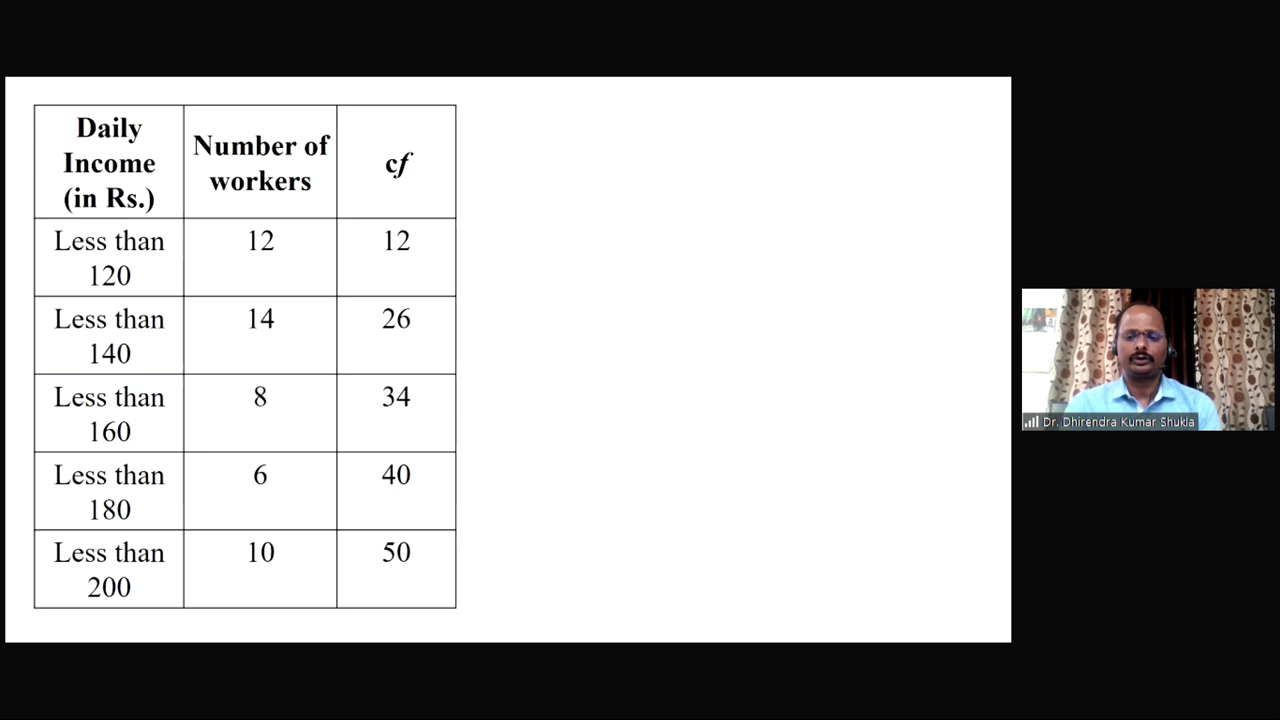 Daily
Income
(in Rs.)
Number of
workers
cf
Less than
120
12
12
Less than
140
14
26
Less than
160
8
34
Less than
180
6
40
Less than
200
10
50
Dr. Dhirendra Kumar Shukla